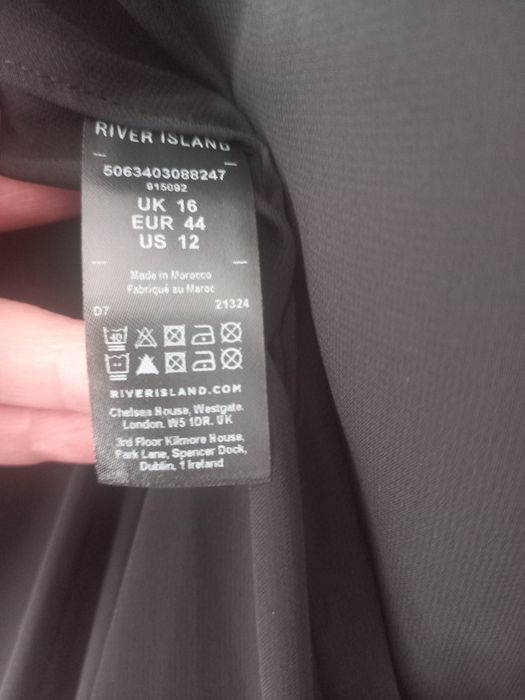 RIVER ISLAND
5063403088247
915092
UK 16
EUR 44
US 12
Made in Morocco
Fabriqué au Maroc
D7 21324
40
RIVERISLAND.COM
Chelsea House, Westgate.
London. W5 1DR. UK
3rd Floor Kilmore House,
Park Lane, Spencer Dock,
Dublin. 1 Ireland